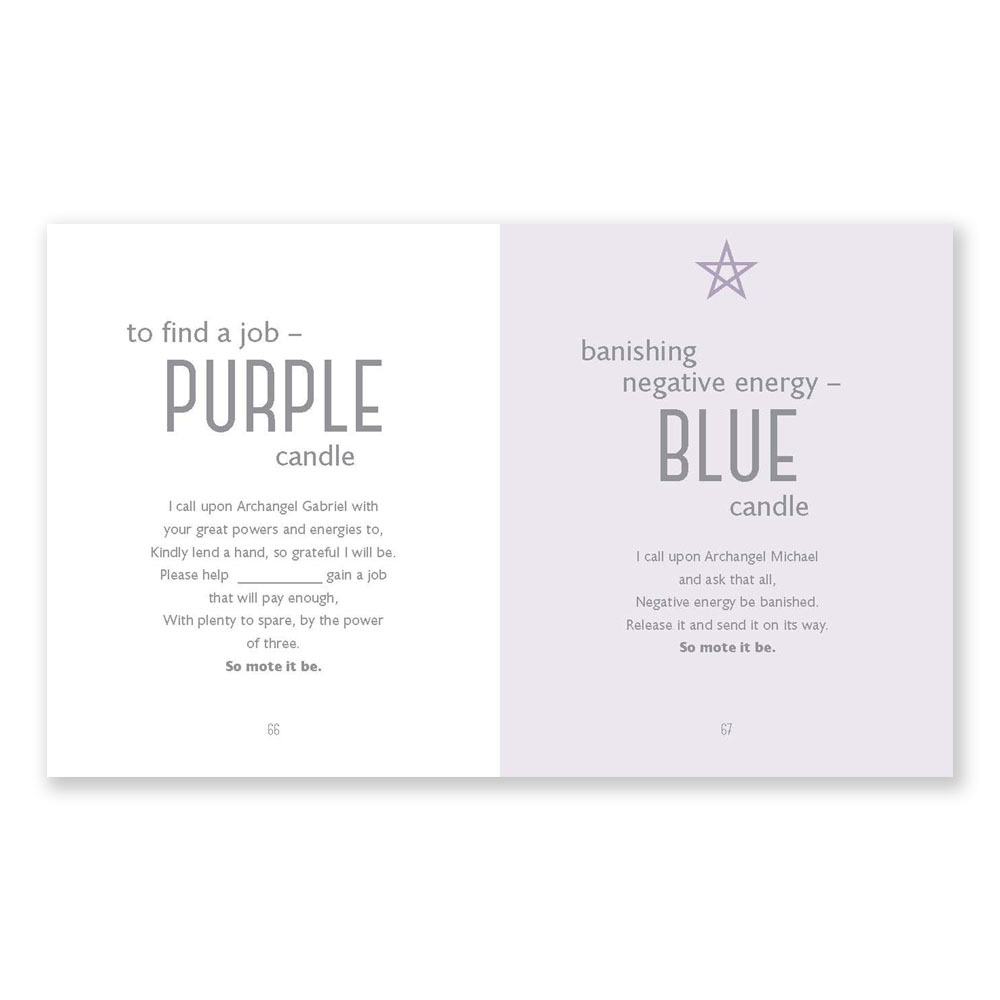 to find a job –
PURPLE
candle
I call upon Archangel Gabriel with
your great powers and energies to,
Kindly lend a hand, so grateful I will be.
Please help ___________ gain a job
that will pay enough,
With plenty to spare, by the power
of three.
So mote it be.
66
banishing
negative energy –
BLUE
candle
I call upon Archangel Michael
and ask that all,
Negative energy be banished.
Release it and send it on its way.
So mote it be.
67